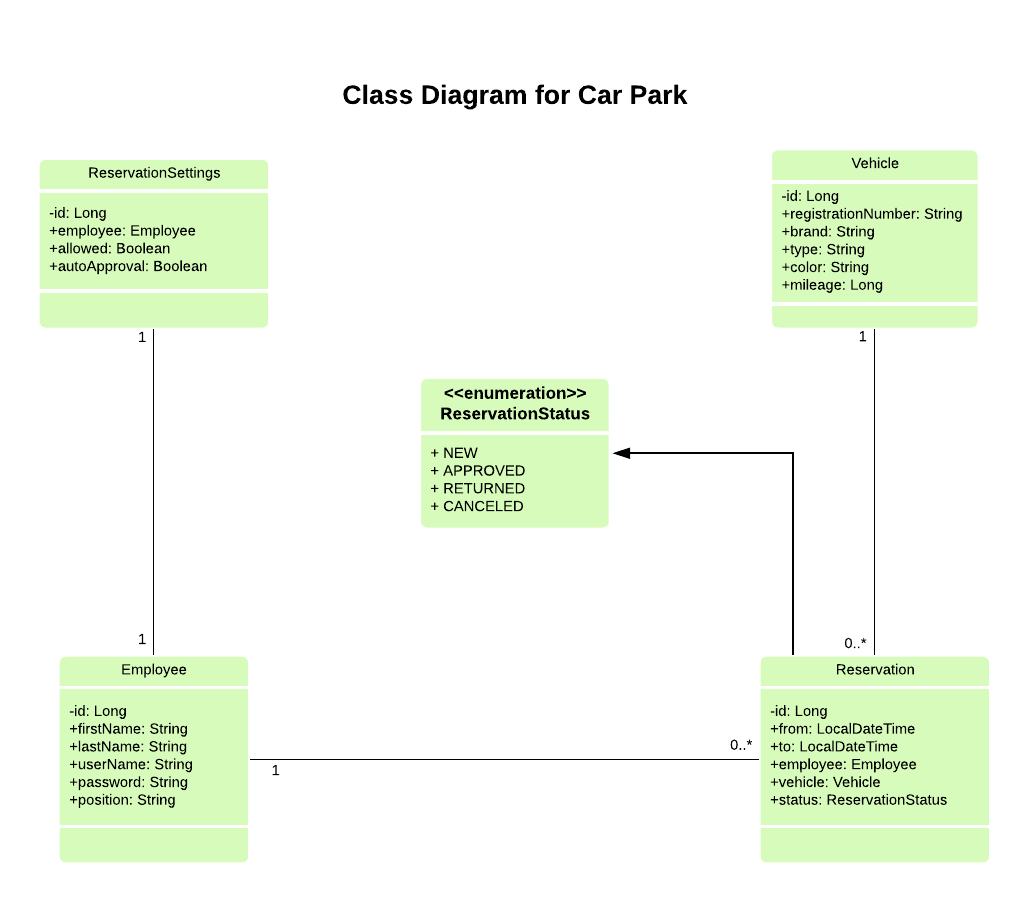 Class Diagram for Car Park
ReservationSettings
-id: Long
+employee: Employee
+allowed: Boolean
+autoApproval: Boolean
1
Vehicle
-id: Long
+registrationNumber: String
+brand: String
+type: String
+color: String
+mileage: Long
1
<<enumeration>>
ReservationStatus
+ NEW
+ APPROVED
+ RETURNED
+ CANCELED
1
Employee
-id: Long
+firstName: String
+lastName: String
+userName: String
+password: String
+position: String
1
0..*
0..*
Reservation
-id: Long
+from: LocalDateTime
+to: LocalDateTime
+employee: Employee
+vehicle: Vehicle
+status: ReservationStatus